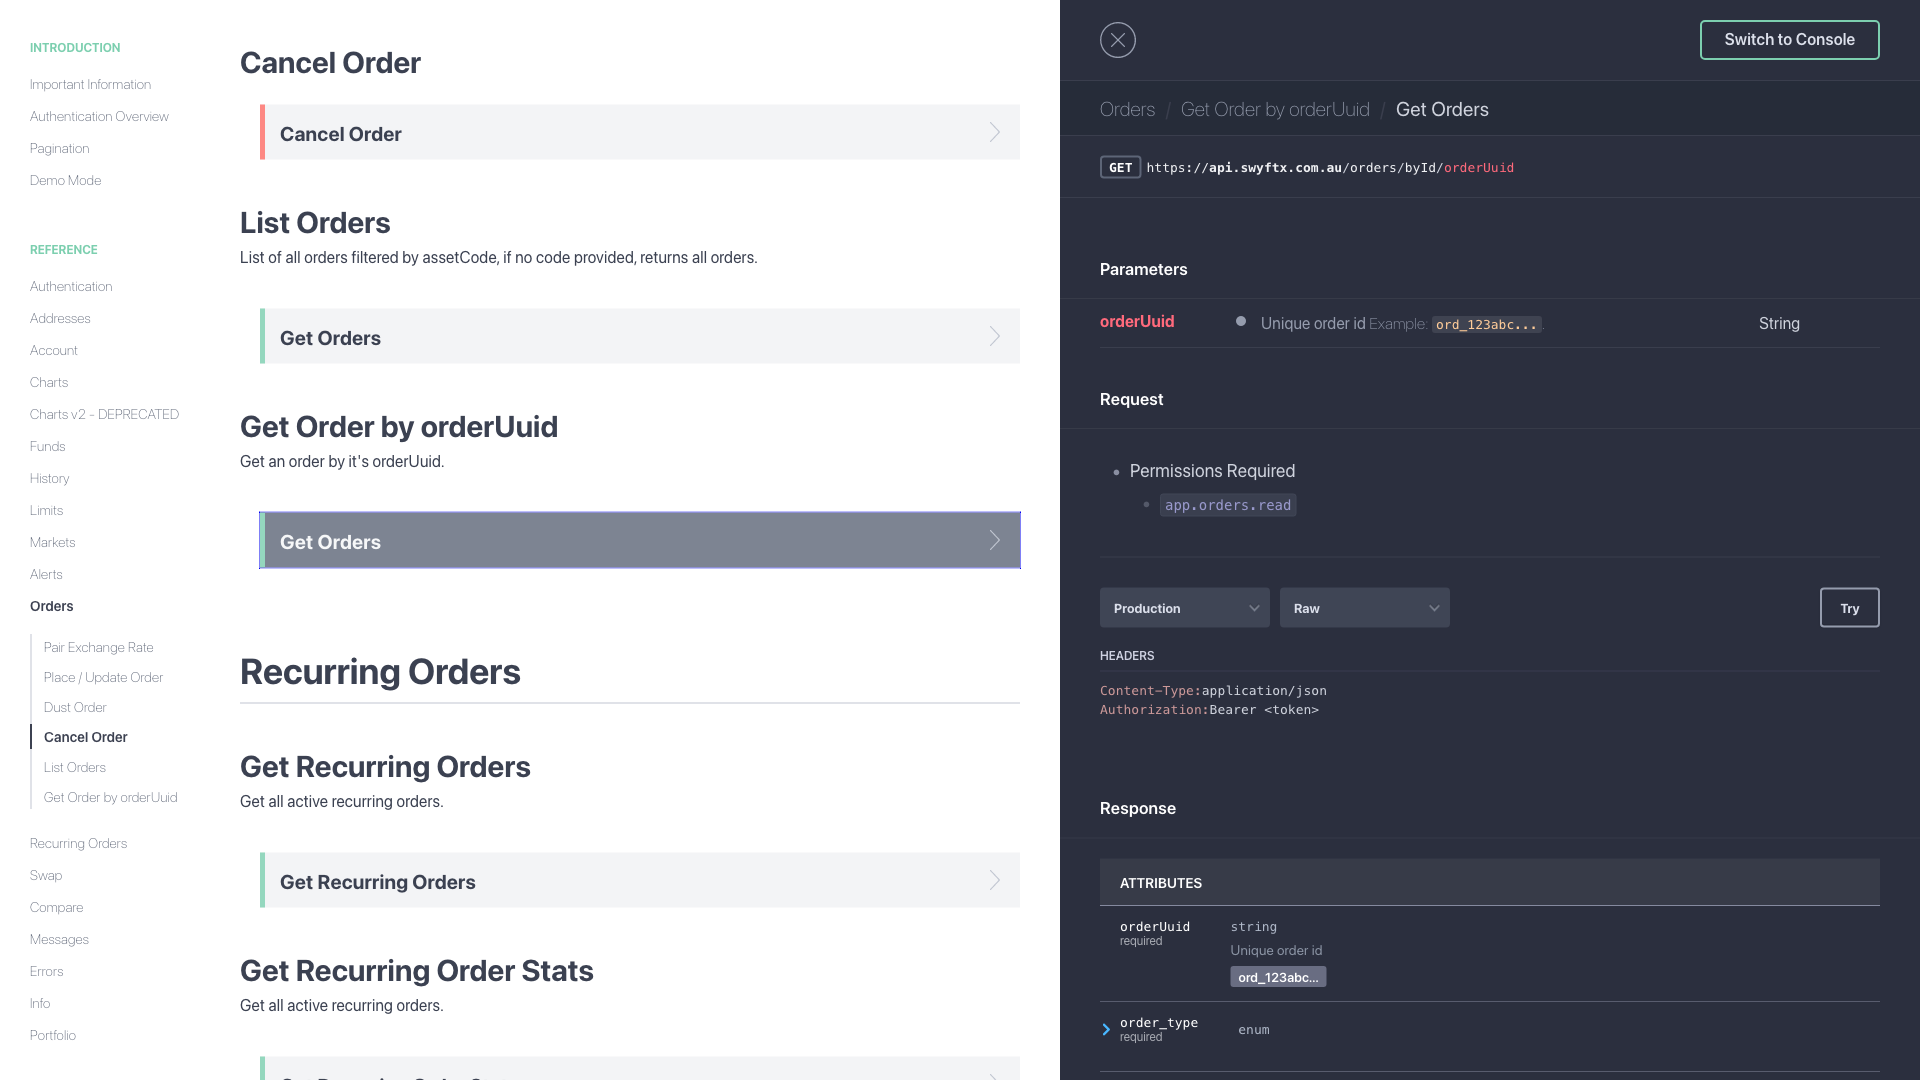 INTRODUCTION
Important Information
Authentication Overview
Pagination
Demo Mode
REFERENCE
Authentication
Addresses
Account
Charts
Charts v2 - DEPRECATED
Funds
History
Limits
Markets
Alerts
Orders
Pair Exchange Rate
Place / Update Order
Dust Order
Cancel Order
List Orders
Get Order by orderUuid
Recurring Orders
Swap
Compare
Messages
Errors
Info
Portfolio
Cancel Order
Cancel Order
List Orders
List of all orders filtered by assetCode, if no code provided, returns all orders.
Get Orders
Get Order by orderUuid
Get an order by it's orderUuid.
Get Orders
Recurring Orders
Get Recurring Orders
Get all active recurring orders.
Get Recurring Orders
Get Recurring Order Stats
Get all active recurring orders.
Switch to Console
Orders / Get Order by orderUuid / Get Orders
GET https://api.swyftx.com.au/orders/byId/orderUuid
Parameters
orderUuid Unique order id Example: ord_123abc.... String
Request
Permissions Required
app.orders.read
Production Raw Try
HEADERS
Content-Type:application/json
Authorization:Bearer <token>
Response
ATTRIBUTES
orderUuid string
required
Unique order id
ord_123abc...
order_type enum
required